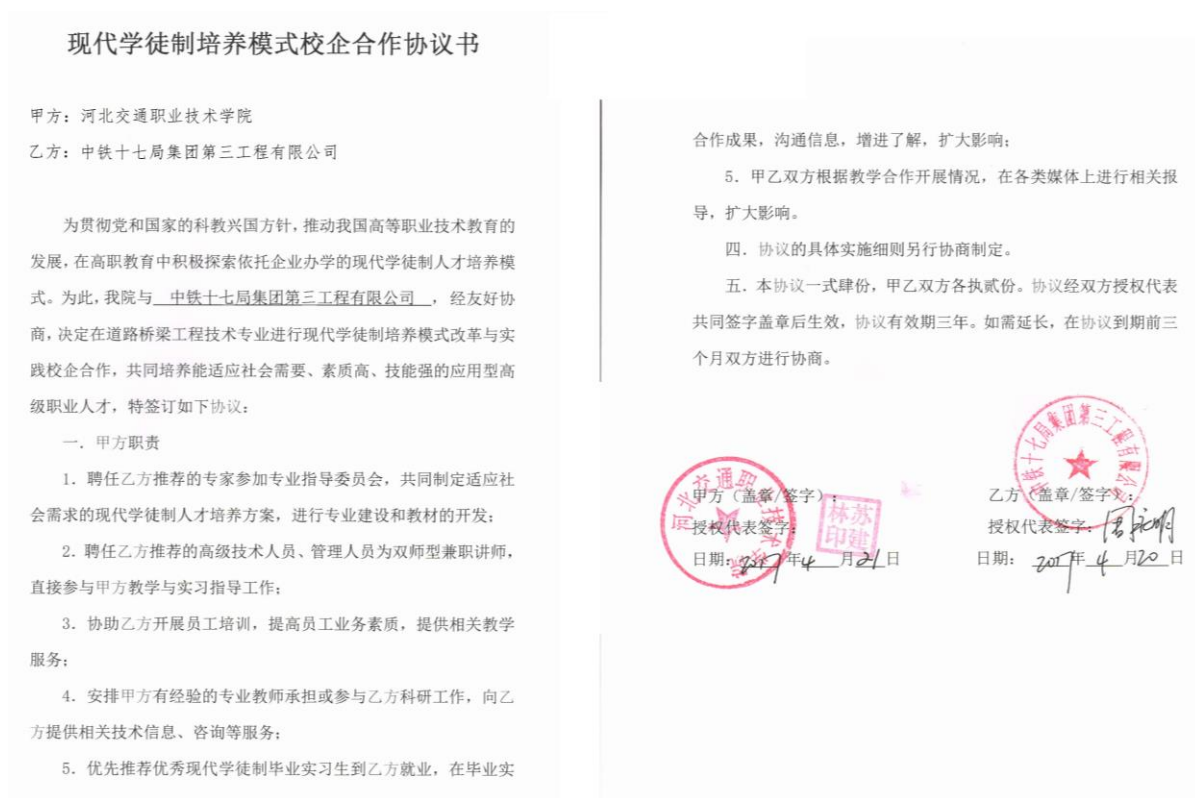 现代学徒制培养模式校企合作协议书
甲方：河北交通职业技术学院
乙方：中铁十七局集团第三工程有限公司
为贯彻党和国家的科教兴国方针，推动我国高等职业技术教育的
发展，在高职教育中积极探索依托企业办学的现代学徒制人才培养模
式。为此，我院与 中铁十七局集团第三工程有限公司 ，经友好协
商，决定在道路桥梁工程技术专业进行现代学徒制培养模式改革与实
践校企合作，共同培养能适应社会需要、素质高、技能强的应用型高
级职业人才，特签订如下协议：
一．甲方职责
1．聘任乙方推荐的专家参加专业指导委员会，共同制定适应社
会需求的现代学徒制人才培养方案，进行专业建设和教材的开发；
2．聘任乙方推荐的高级技术人员、管理人员为双师型兼职讲师，
直接参与甲方教学与实习指导工作；
3．协助乙方开展员工培训，提高员工业务素质，提供相关教学
服务；
4．安排甲方有经验的专业教师承担或参与乙方科研工作，向乙
方提供相关技术信息、咨询等服务；
5．优先推荐优秀现代学徒制毕业实习生到乙方就业，在毕业实
合作成果，沟通信息，增进了解，扩大影响；
5．甲乙双方根据教学合作开展情况，在各类媒体上进行相关报
导，扩大影响。
四．协议的具体实施细则另行协商制定。
五．本协议一式肆份，甲乙双方各执贰份。协议经双方授权代表
共同签字盖章后生效，协议有效期三年。如需延长，在协议到期前三
个月双方进行协商。
甲方（盖章/签字）：
授权代表签字：
日期：2017年4月21日
河北交通职业技术学院
苏建林印
乙方（盖章/签字）：
授权代表签字：周永明
日期： 2017年4月20日
中铁十七局集团第三工程有限公司